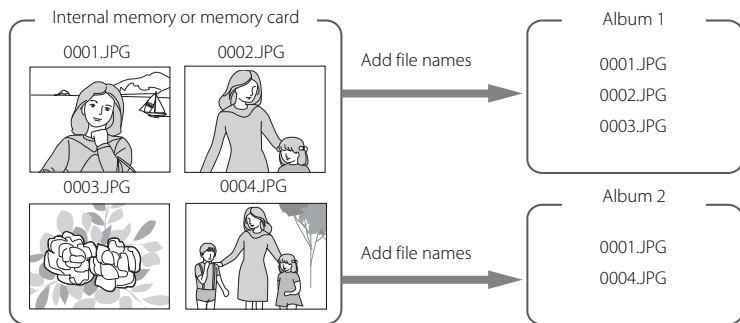 Internal memory or memory card
0001.JPG
0002.JPG
0003.JPG
0004.JPG
Add file names
Album 1
0001.JPG
0002.JPG
0003.JPG
Add file names
Album 2
0001.JPG
0004.JPG